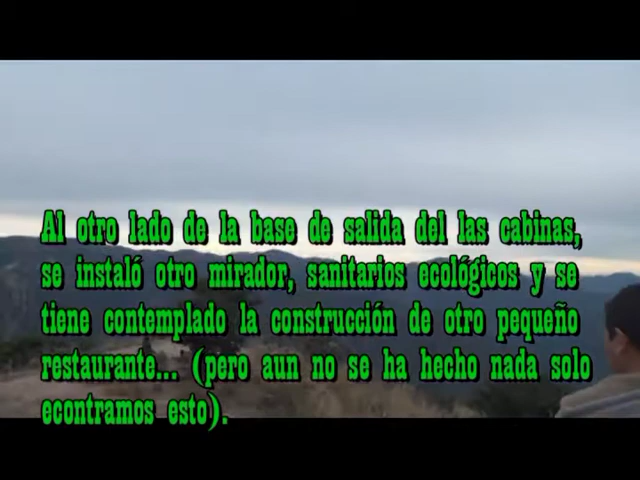 Al otro lado de la base de salida del las cabinas,
se instaló otro mirador, sanitarios ecológicos y se
tiene contemplado la construcción de otro pequeño
restaurante... (pero aun no se ha hecho nada solo
econtramos esto).